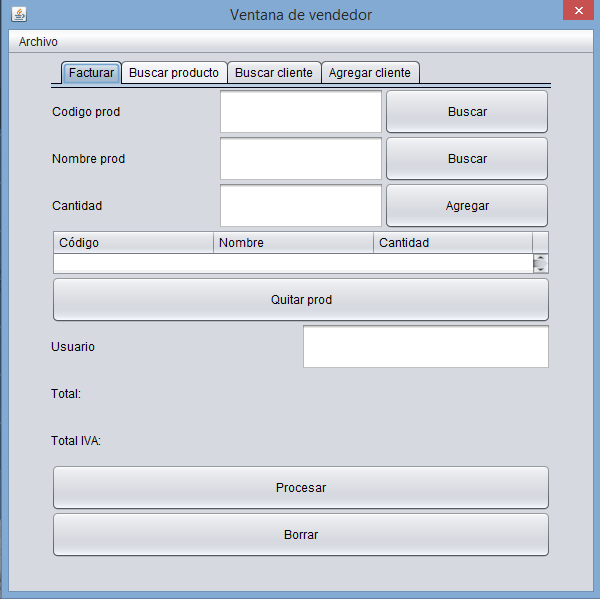 Ventana de vendedor
Archivo
Facturar Buscar producto Buscar cliente Agregar cliente
Codigo prod Buscar
Nombre prod Buscar
Cantidad Agregar
Código Nombre Cantidad
Quitar prod
Usuario
Total:
Total IVA:
Procesar
Borrar